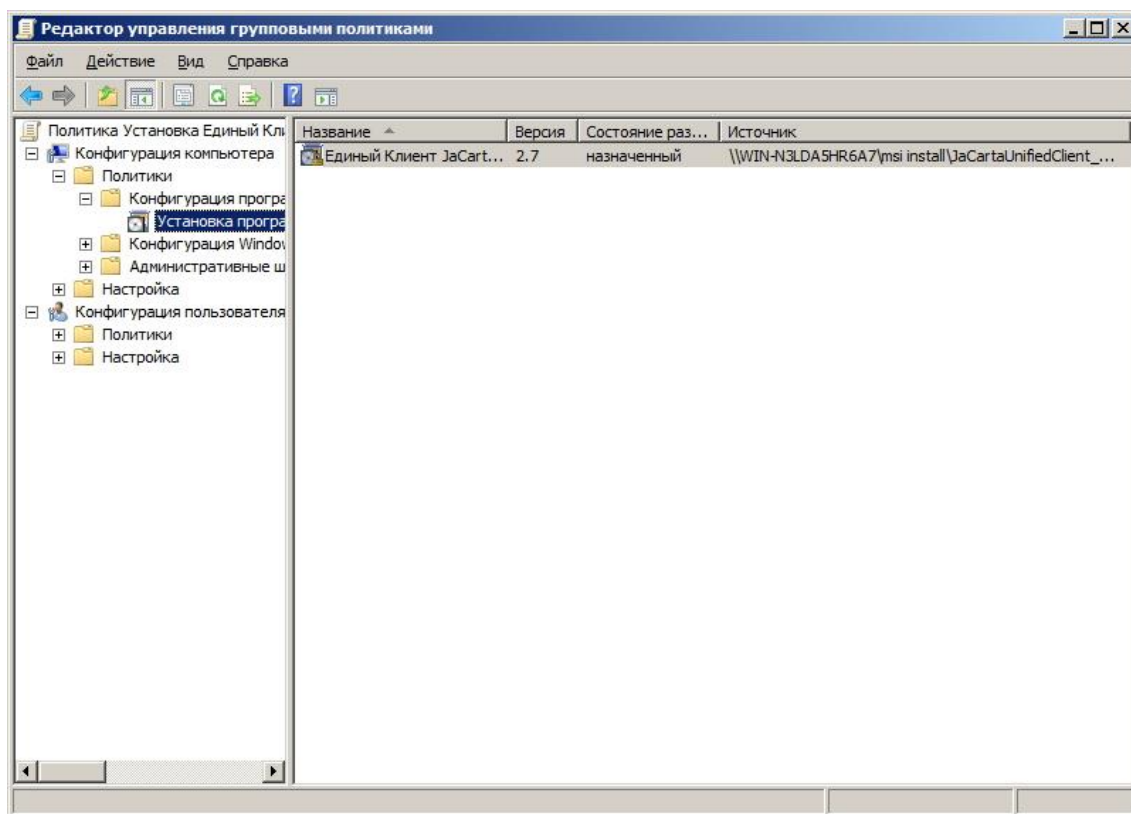 Редактор управления групповыми политиками
Файл Действие Вид Справка
Политика Установка Единый Кли
Конфигурация компьютера
Политики
Конфигурация програ
Установка програ
Конфигурация Window
Административные ш
Настройка
Конфигурация пользователя
Политики
Настройка
Название Версия Состояние раз... Источник
Единый Клиент JaCart... 2.7 назначенный \\WIN-N3LDA5HR6A7\msi install\JaCartaUnifiedClient_...